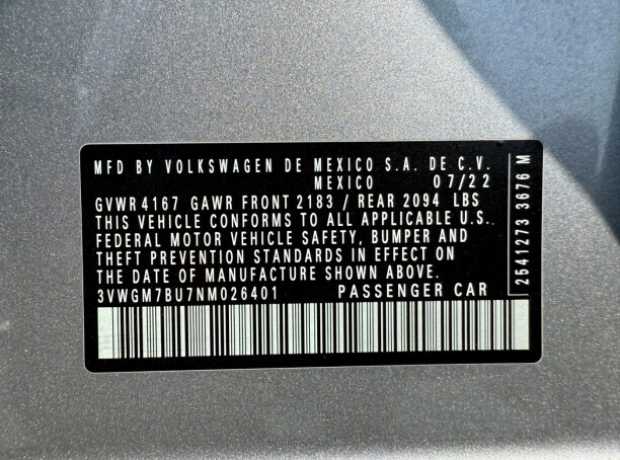 MFD BY VOLKSWAGEN DE MEXICO S.A. DE C.V.
MEXICO 07/22
GVWR 4167 GAWR FRONT 2183 / REAR 2094 LBS
THIS VEHICLE CONFORMS TO ALL APPLICABLE U.S..
FEDERAL MOTOR VEHICLE SAFETY, BUMPER AND
THEFT PREVENTION STANDARDS IN EFFECT ON
THE DATE OF MANUFACTURE SHOWN ABOVE.
3VWGM7BU7NM026401 PASSENGER CAR
2541273 3676 M